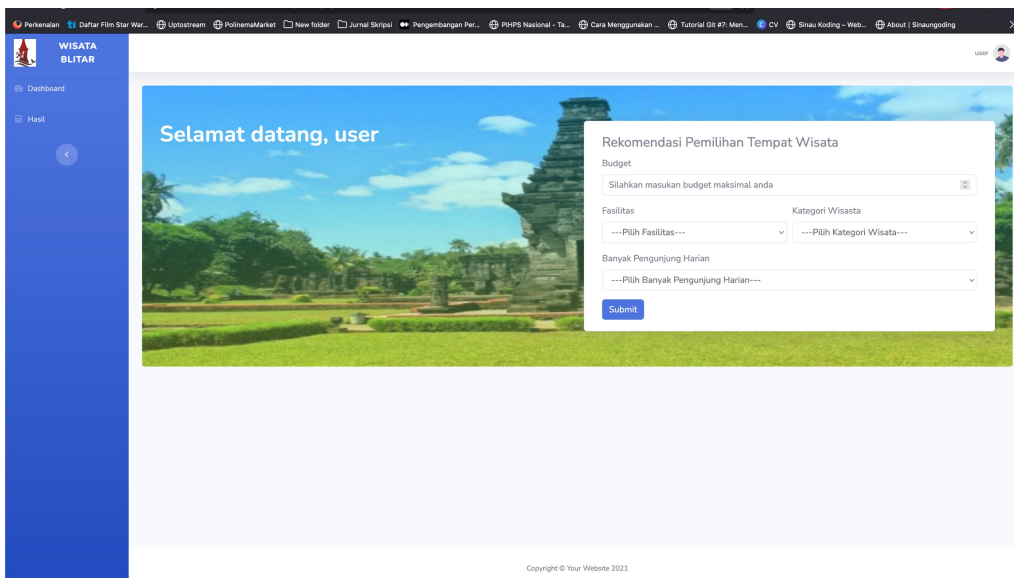 Perkenalan
Daftar Film Star War...
Uptostream
PolinemaMarket
New folder
Jurnal Skripsi
Pengembangan Per...
PIHPS Nasional - Ta...
Cara Menggunakan ...
Tutorial Git #7: Men...
C CV
Sinau Koding – Web...
About | Sinaungoding
WISATA
BLITAR
user
Dashboard
Hasil
Selamat datang, user
Rekomendasi Pemilihan Tempat Wisata
Budget
Silahkan masukan budget maksimal anda
Fasilitas
Kategori Wisasta
---Pilih Fasilitas---
---Pilih Kategori Wisata---
Banyak Pengunjung Harian
---Pilih Banyak Pengunjung Harian---
Submit
Copyright © Your Website 2021